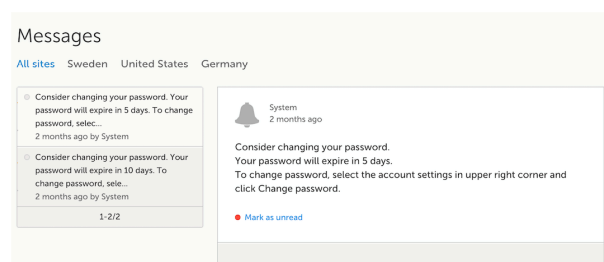 Messages
All sites Sweden United States Germany
Consider changing your password. Your
password will expire in 5 days. To change
password, selec...
2 months ago by System
Consider changing your password. Your
password will expire in 10 days. To
change password, sele...
2 months ago by System
1-2/2
System
2 months ago
Consider changing your password.
Your password will expire in 5 days.
To change password, select the account settings in upper right corner and
click Change password.
Mark as unread